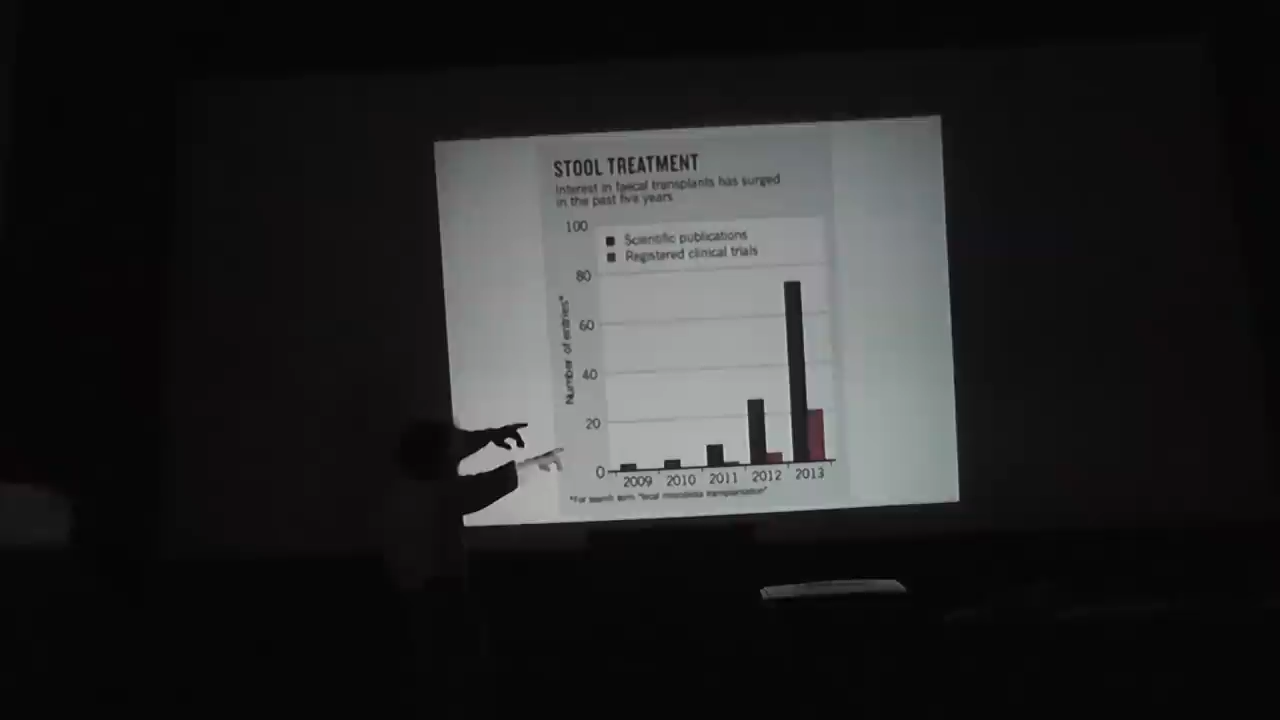 STOOL TREATMENT
Interest in faecal transplants has surged
in the past five years
100
Scientific publications
Registered clinical trials
80
60
40
20
0
Number of entries*
2009 2010 2011 2012 2013
*For search term "fecal microbiota transplantation"